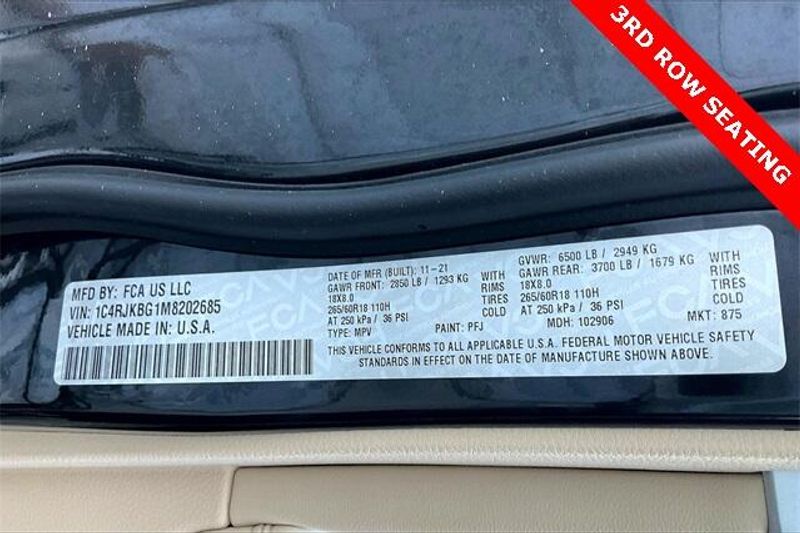 3RD ROW SEATING
MFD BY: FCA US LLC
VIN: 1C4RJKBG1M8202685
VEHICLE MADE IN U.S.A.
DATE OF MFR (BUILT): 11-21
GAWR FRONT: 2850 LB / 1293 KG WITH
18X8.0 RIMS
265/60R18 110H TIRES
AT 250 kPa / 36 PSI COLD
TYPE: MPV PAINT: PFJ
GVWR: 6500 LB / 2949 KG
GAWR REAR: 3700 LB / 1679 KG WITH
18X8.0 RIMS
265/60R18 110H TIRES
AT 250 kPa / 36 PSI COLD
MDH: 102906 MKT: 875
THIS VEHICLE CONFORMS TO ALL APPLICABLE U.S.A. FEDERAL MOTOR VEHICLE SAFETY
STANDARDS IN EFFECT ON THE DATE OF MANUFACTURE SHOWN ABOVE.